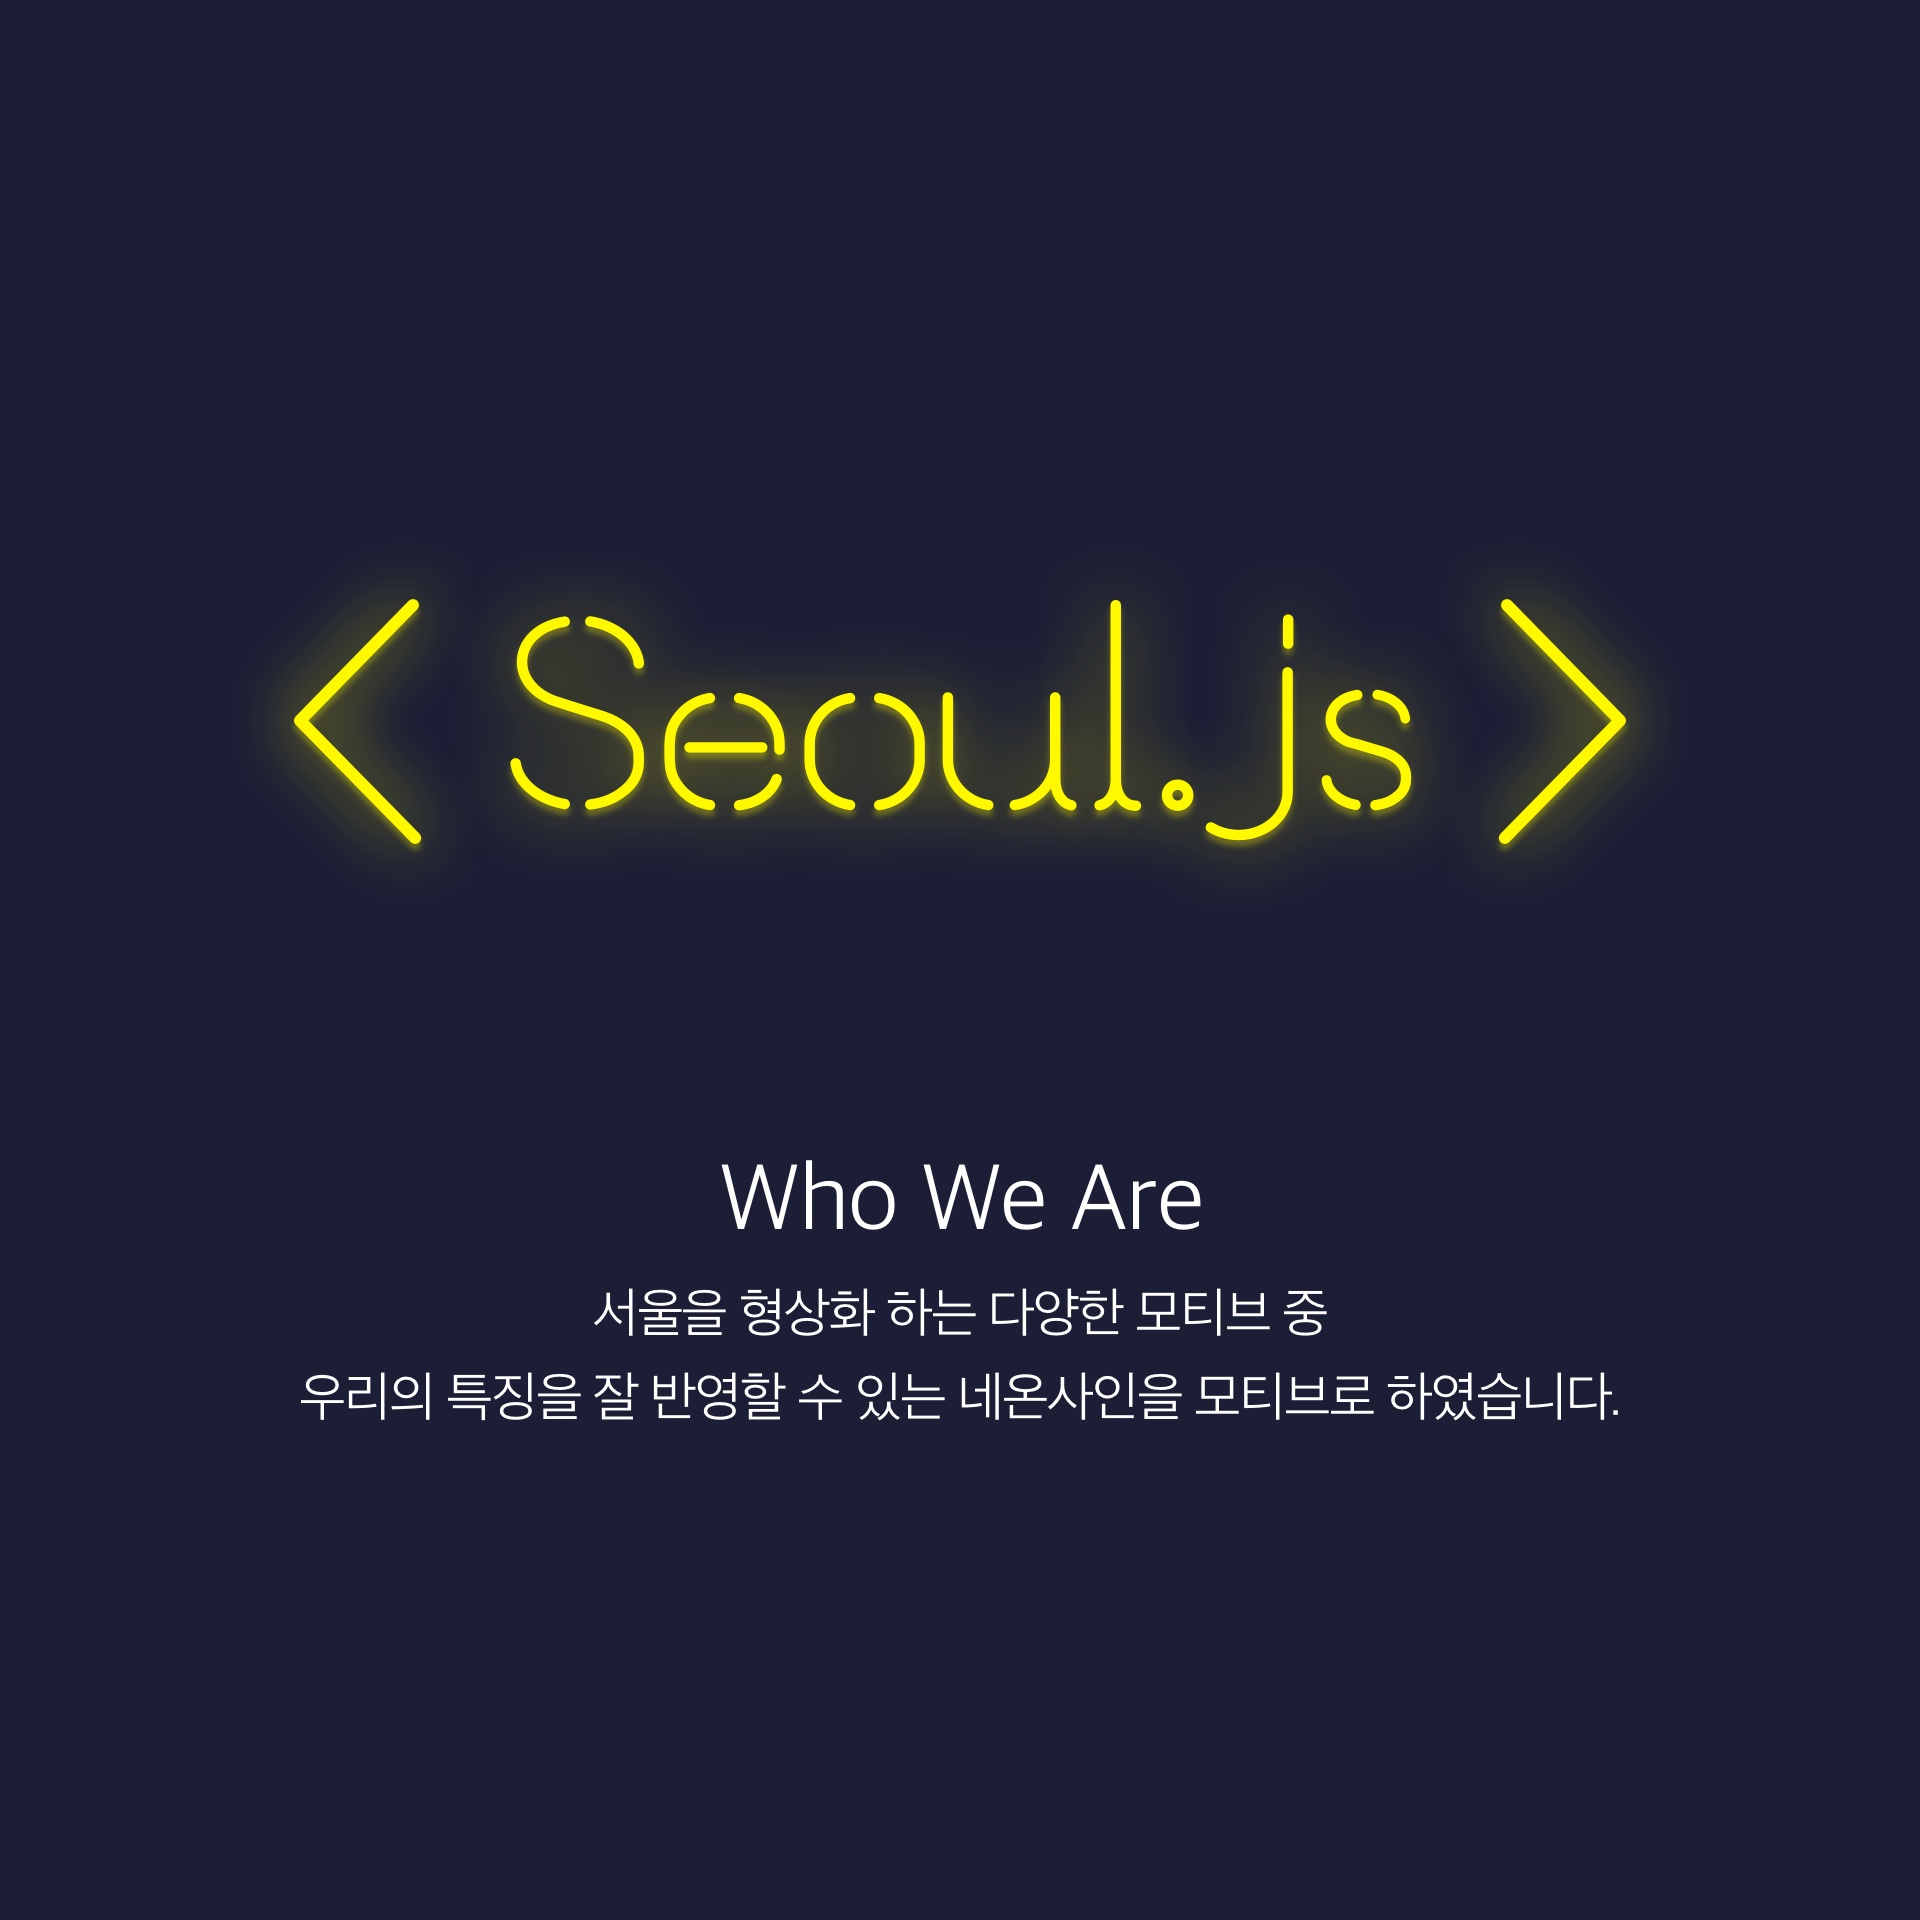 <Seoul.js>
Who We Are
서울을 형상화 하는 다양한 모티브 중
우리의 특징을 잘 반영할 수 있는 네온사인을 모티브로 하였습니다.